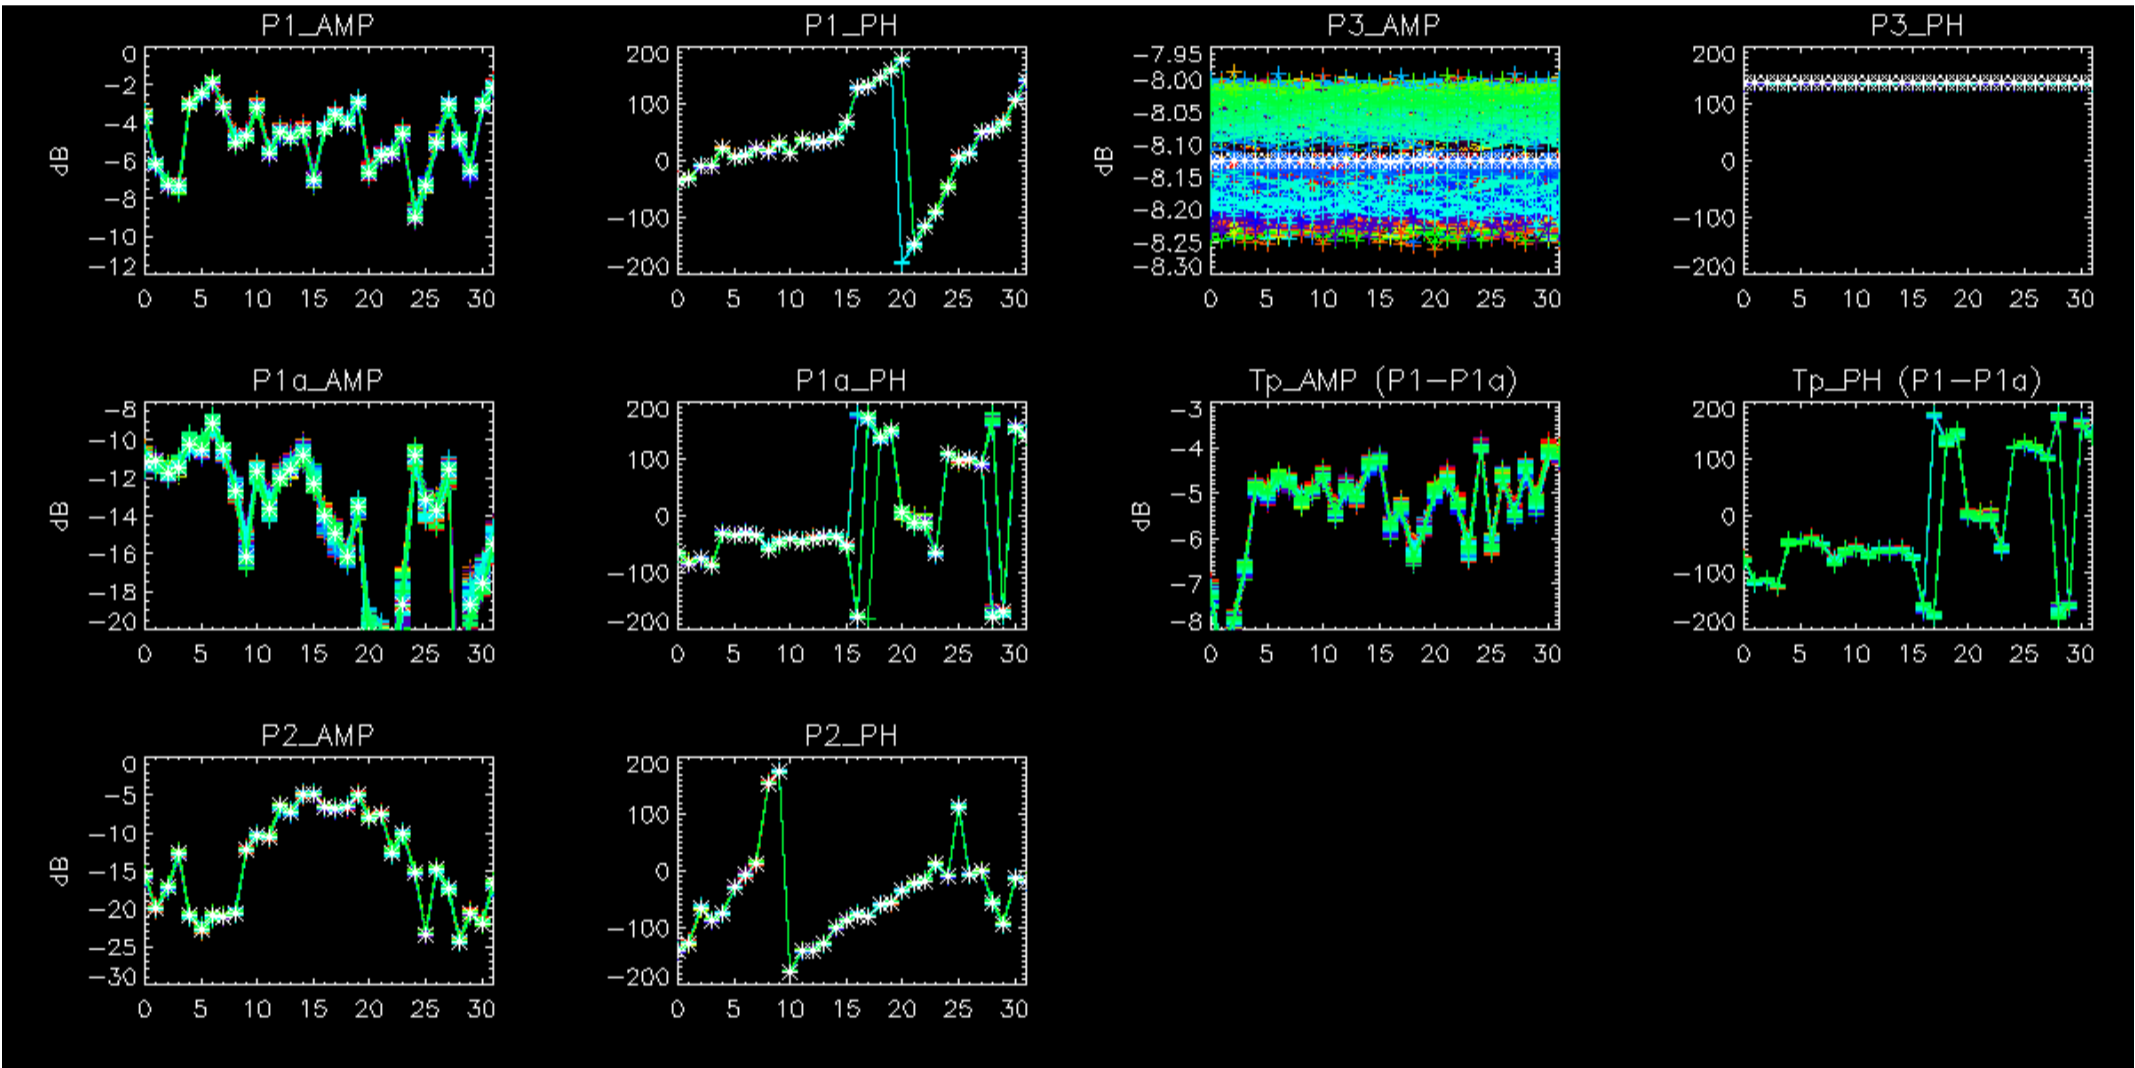 P1_AMP
0
-2
-4
-6
-8
-10
-12
dB
0 5 10 15 20 25 30
P1_PH
200
100
0
-100
-200
0 5 10 15 20 25 30
P3_AMP
-7.95
-8.00
-8.05
-8.10
-8.15
-8.20
-8.25
-8.30
dB
0 5 10 15 20 25 30
P3_PH
200
100
0
-100
-200
0 5 10 15 20 25 30
P1a_AMP
-8
-10
-12
-14
-16
-18
-20
dB
0 5 10 15 20 25 30
P1a_PH
200
100
0
-100
-200
0 5 10 15 20 25 30
Tp_AMP (P1-P1a)
-3
-4
-5
-6
-7
-8
dB
0 5 10 15 20 25 30
Tp_PH (P1-P1a)
200
100
0
-100
-200
0 5 10 15 20 25 30
P2_AMP
0
-5
-10
-15
-20
-25
-30
dB
0 5 10 15 20 25 30
P2_PH
200
100
0
-100
-200
0 5 10 15 20 25 30